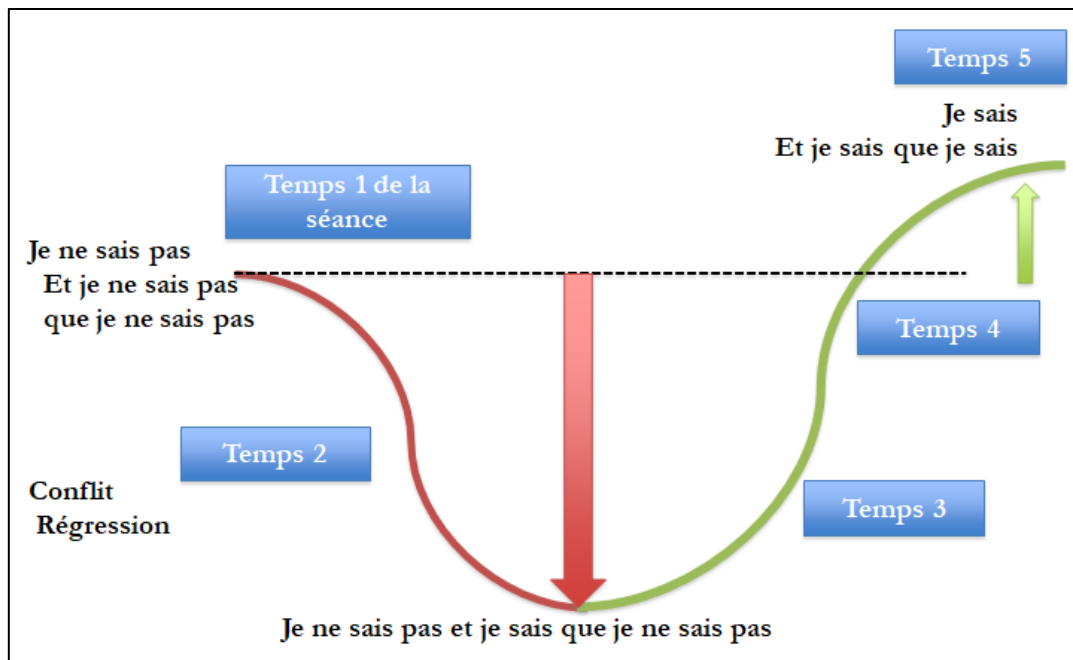 Temps 5
Je sais
Et je sais que je sais
Temps 1 de la
séance
Je ne sais pas
Et je ne sais pas
que je ne sais pas
Temps 4
Temps 2
Conflit
Régression
Temps 3
Je ne sais pas et je sais que je ne sais pas